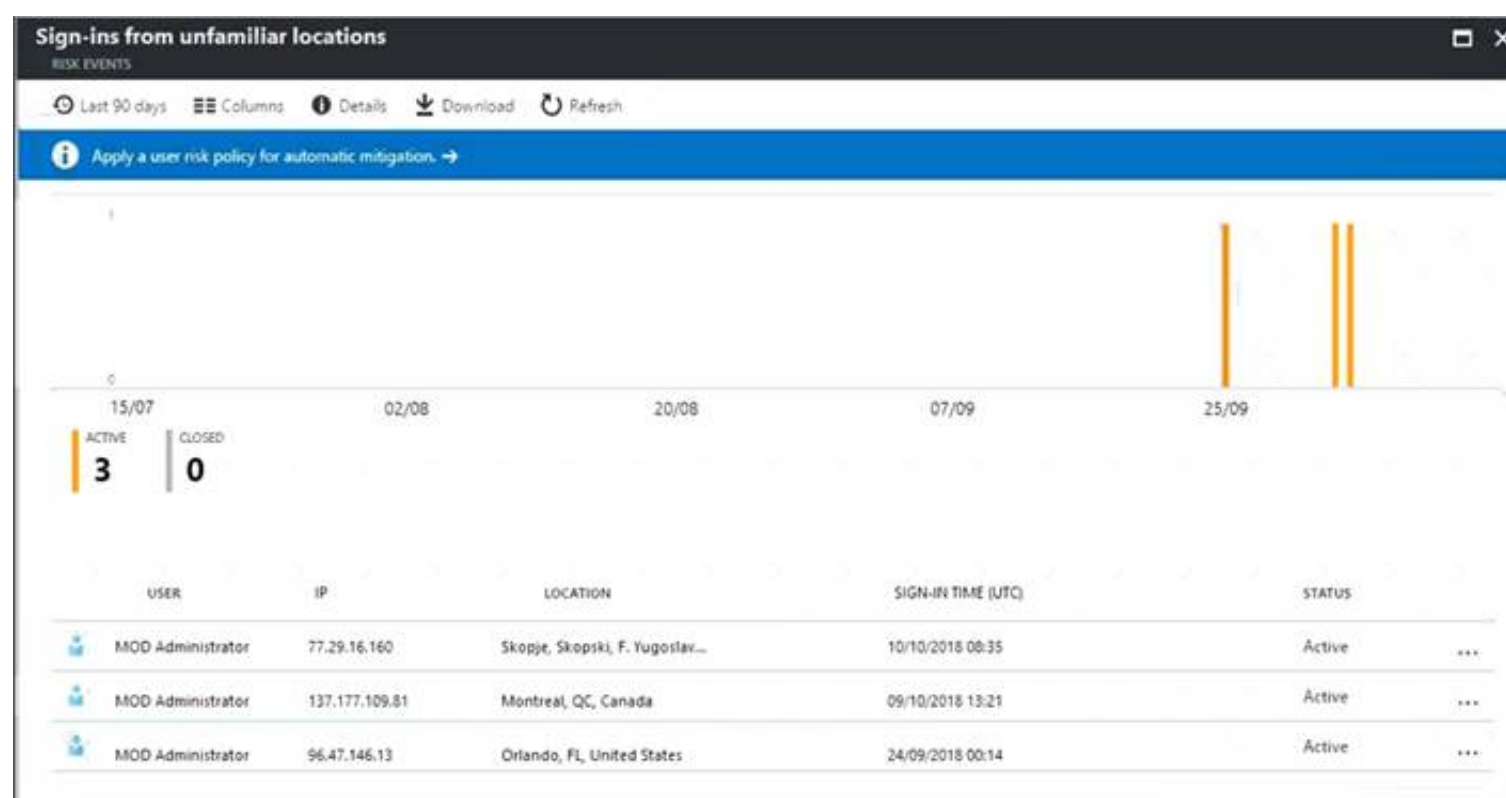 Sign-ins from unfamiliar locations
RISK EVENTS
Last 90 days Columns Details Download Refresh
Apply a user risk policy for automatic mitigation. →
1
0
15/07 02/08 20/08 07/09 25/09
ACTIVE CLOSED
3 0
USER IP LOCATION SIGN-IN TIME (UTC) STATUS
MOD Administrator 77.29.16.160 Skopje, Skopski, F. Yugoslav... 10/10/2018 08:35 Active ...
MOD Administrator 137.177.109.81 Montreal, QC, Canada 09/10/2018 13:21 Active ...
MOD Administrator 96.47.146.13 Orlando, FL, United States 24/09/2018 00:14 Active ...